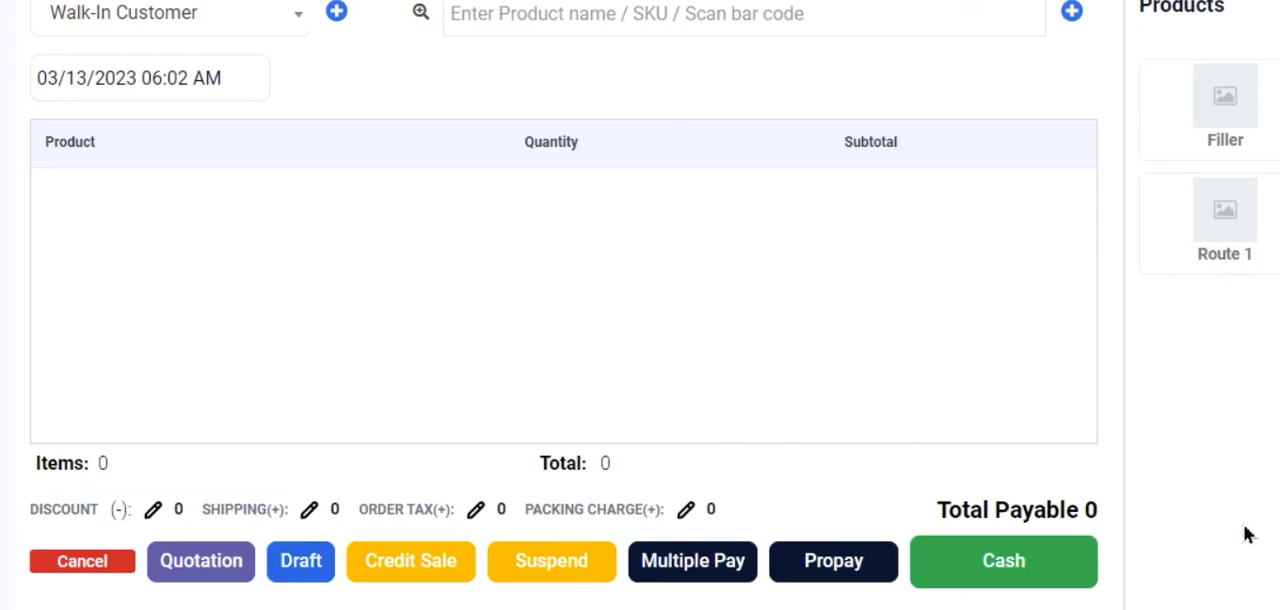 Walk-In Customer
Enter Product name / SKU / Scan bar code
Products
03/13/2023 06:02 AM
Product Quantity Subtotal
Filler
Route 1
Items: 0 Total: 0
DISCOUNT (-): 0 SHIPPING(+): 0 ORDER TAX(+): 0 PACKING CHARGE(+): 0 Total Payable 0
Cancel Quotation Draft Credit Sale Suspend Multiple Pay Propay Cash